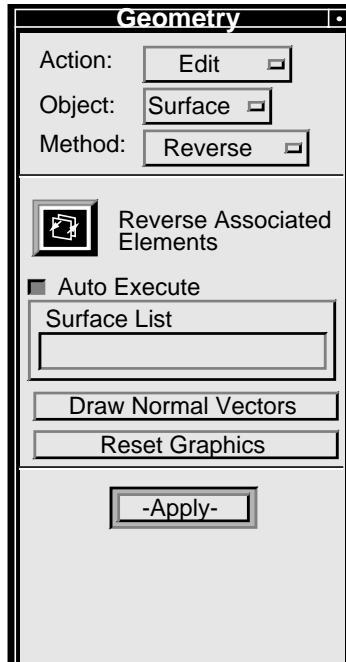 Geometry
Action: Edit
Object: Surface
Method: Reverse
Reverse Associated
Elements
Auto Execute
Surface List
Draw Normal Vectors
Reset Graphics
-Apply-